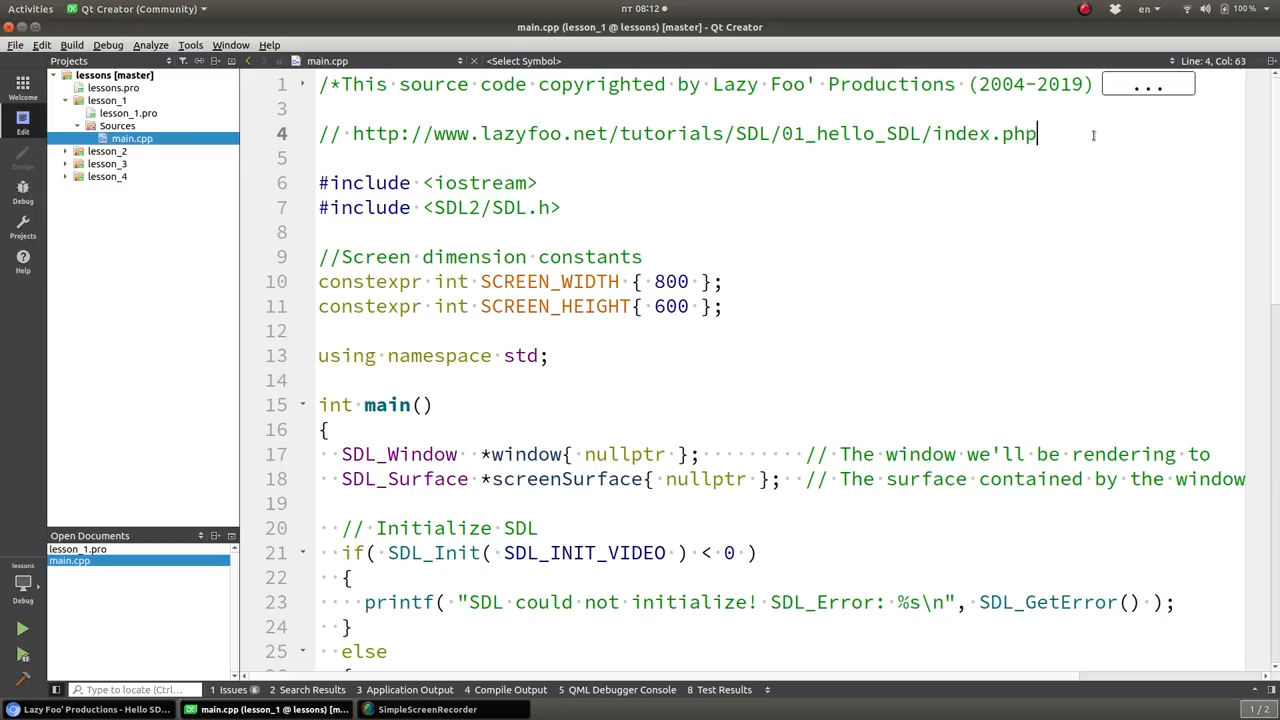 Activities Qt Creator (Community) пт 08:12 en 100 %
main.cpp (lesson_1 @ lessons) [master] - Qt Creator
File Edit Build Debug Analyze Tools Window Help
Projects main.cpp <Select Symbol> Line: 4, Col: 63
Welcome
Edit
Design
Debug
Projects
Help
lessons
Debug
lessons [master]
lessons.pro
lesson_1
lesson_1.pro
Sources
main.cpp
lesson_2
lesson_3
lesson_4
Open Documents
lesson_1.pro
main.cpp
1 /*This source code copyrighted by Lazy Foo' Productions (2004-2019) ...
3
4 // http://www.lazyfoo.net/tutorials/SDL/01_hello_SDL/index.php
5
6 #include <iostream>
7 #include <SDL2/SDL.h>
8
9 //Screen dimension constants
10 constexpr int SCREEN_WIDTH { 800 };
11 constexpr int SCREEN_HEIGHT{ 600 };
12
13 using namespace std;
14
15 int main()
16 {
17 SDL_Window *window{ nullptr }; // The window we'll be rendering to
18 SDL_Surface *screenSurface{ nullptr }; // The surface contained by the window
19
20 // Initialize SDL
21 if( SDL_Init( SDL_INIT_VIDEO ) < 0 )
22 {
23 printf( "SDL could not initialize! SDL_Error: %s\n", SDL_GetError() );
24 }
25 else
Type to locate (Ctrl... 1 Issues 6 2 Search Results 3 Application Output 4 Compile Output 5 QML Debugger Console 8 Test Results
Lazy Foo' Productions - Hello SD... main.cpp (lesson_1 @ lessons) [m... SimpleScreenRecorder 1 / 2